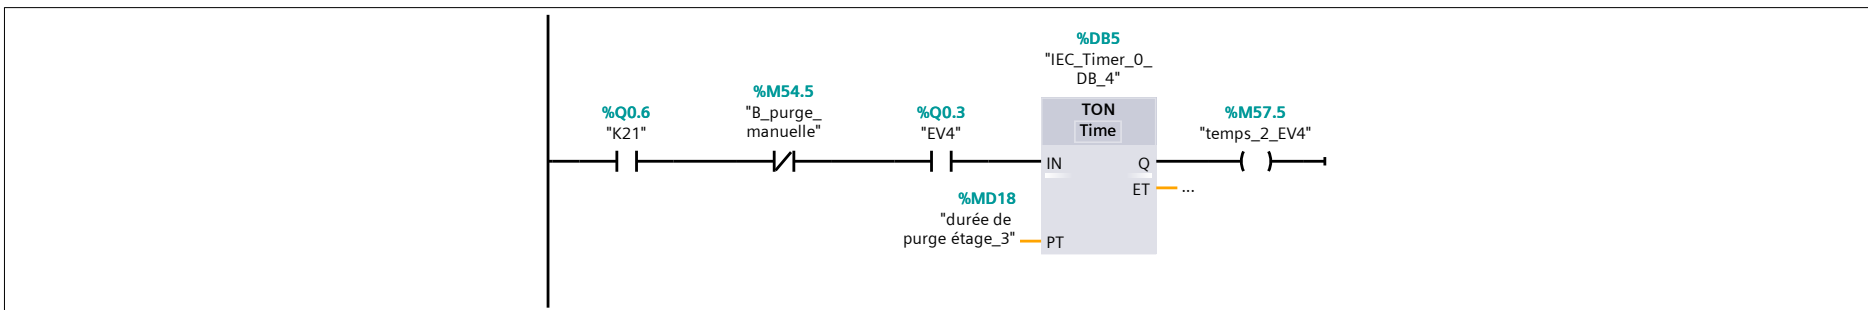 %DB5
"IEC_Timer_0_
DB_4"
%M54.5
"B_purge_
manuelle"
%Q0.6
"K21"
%Q0.3
"EV4"
TON
Time
%M57.5
"temps_2_EV4"
IN
Q
ET
...
%MD18
"durée de
purge étage_3"
PT